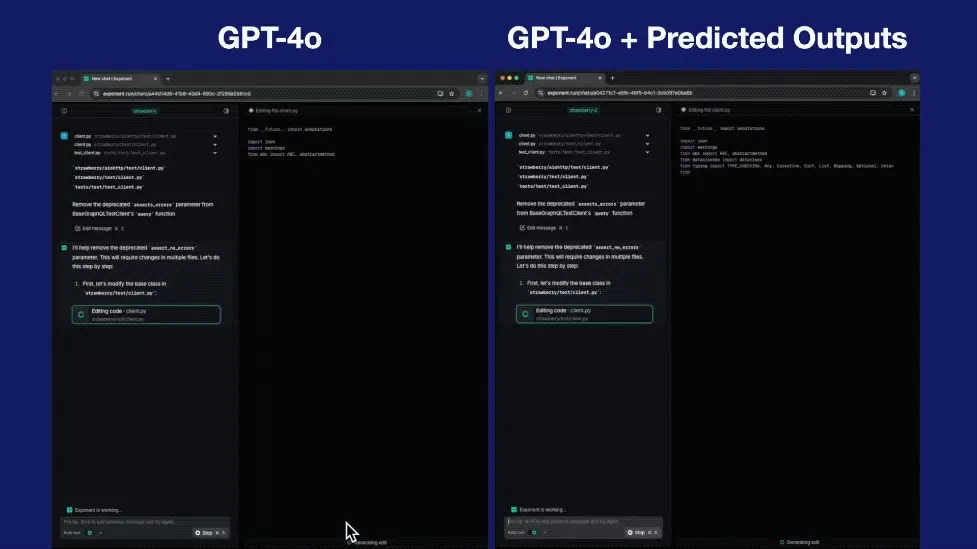 GPT-4o
New chat | Exponent
strawberry
Editing file client.py
client.py strawberry/aiohttp/test/client.py
client.py strawberry/test/client.py
test_client.py tests/test/test_client.py
`strawberry/aiohttp/test/client.py`
`strawberry/test/client.py`
`tests/test/test_client.py`
Remove the deprecated `asserts_errors` parameter
from BaseGraphQLTestClient's `query` function
Edit message
I'll help remove the deprecated `assert_no_errors`
parameter. This will require changes in multiple files. Let's do
this step by step:
1. First, let's modify the base class in
`strawberry/test/client.py`:
Editing code · client.py
strawberry/test/client.py
Exponent is working...
Auto run
Stop
from __future__ import annotations
import json
import warnings
from abc import ABC, abstractmethod
Generating edit
GPT-4o + Predicted Outputs
New chat | Exponent
strawberry-2
Editing file client.py
client.py strawberry/aiohttp/test/client.py
client.py strawberry/test/client.py
test_client.py tests/test/test_client.py
`strawberry/aiohttp/test/client.py`
`strawberry/test/client.py`
`tests/test/test_client.py`
Remove the deprecated `asserts_errors` parameter
from BaseGraphQLTestClient's `query` function
Edit message
I'll help remove the deprecated `assert_no_errors`
parameter. This will require changes in multiple files.
Let's do this step by step:
1. First, let's modify the base class in
`strawberry/test/client.py`:
Editing code · client.py
strawberry/test/client.py
Exponent is working...
Auto run
Stop
from __future__ import annotations
import json
import warnings
from abc import ABC, abstractmethod
from dataclasses import dataclass
from typing import TYPE_CHECKING, Any, Coroutine, Dict, List, Mapping, Optional, Union
from
Generating edit